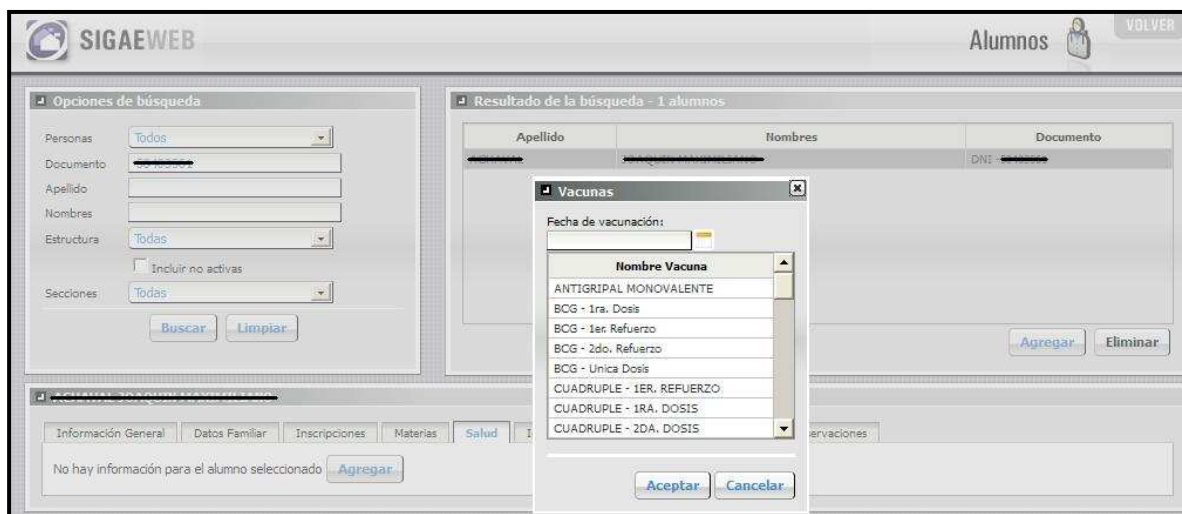 SIGAEWEB
Alumnos
VOLVER
Opciones de búsqueda
Personas Todos
Documento
Apellido
Nombres
Estructura Todas
Incluir no activas
Secciones Todas
Buscar Limpiar
Resultado de la búsqueda - 1 alumnos
Apellido Nombres Documento
DNI -
Agregar Eliminar
Vacunas
Fecha de vacunación:
Nombre Vacuna
ANTIGRIPAL MONOVALENTE
BCG - 1ra. Dosis
BCG - 1er. Refuerzo
BCG - 2do. Refuerzo
BCG - Unica Dosis
CUADRUPLE - 1ER. REFUERZO
CUADRUPLE - 1RA. DOSIS
CUADRUPLE - 2DA. DOSIS
Aceptar Cancelar
Información General Datos Familiar Inscripciones Materias Salud
No hay información para el alumno seleccionado Agregar